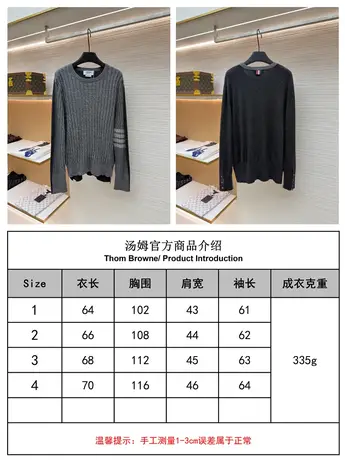 汤姆官方商品介绍
Thom Browne/ Product Introduction
Size 衣长 胸围 肩宽 袖长 成衣克重
1 64 102 43 61
2 66 108 44 62
3 68 112 45 63
4 70 116 46 64
335g
温馨提示：手工测量1-3cm误差属于正常